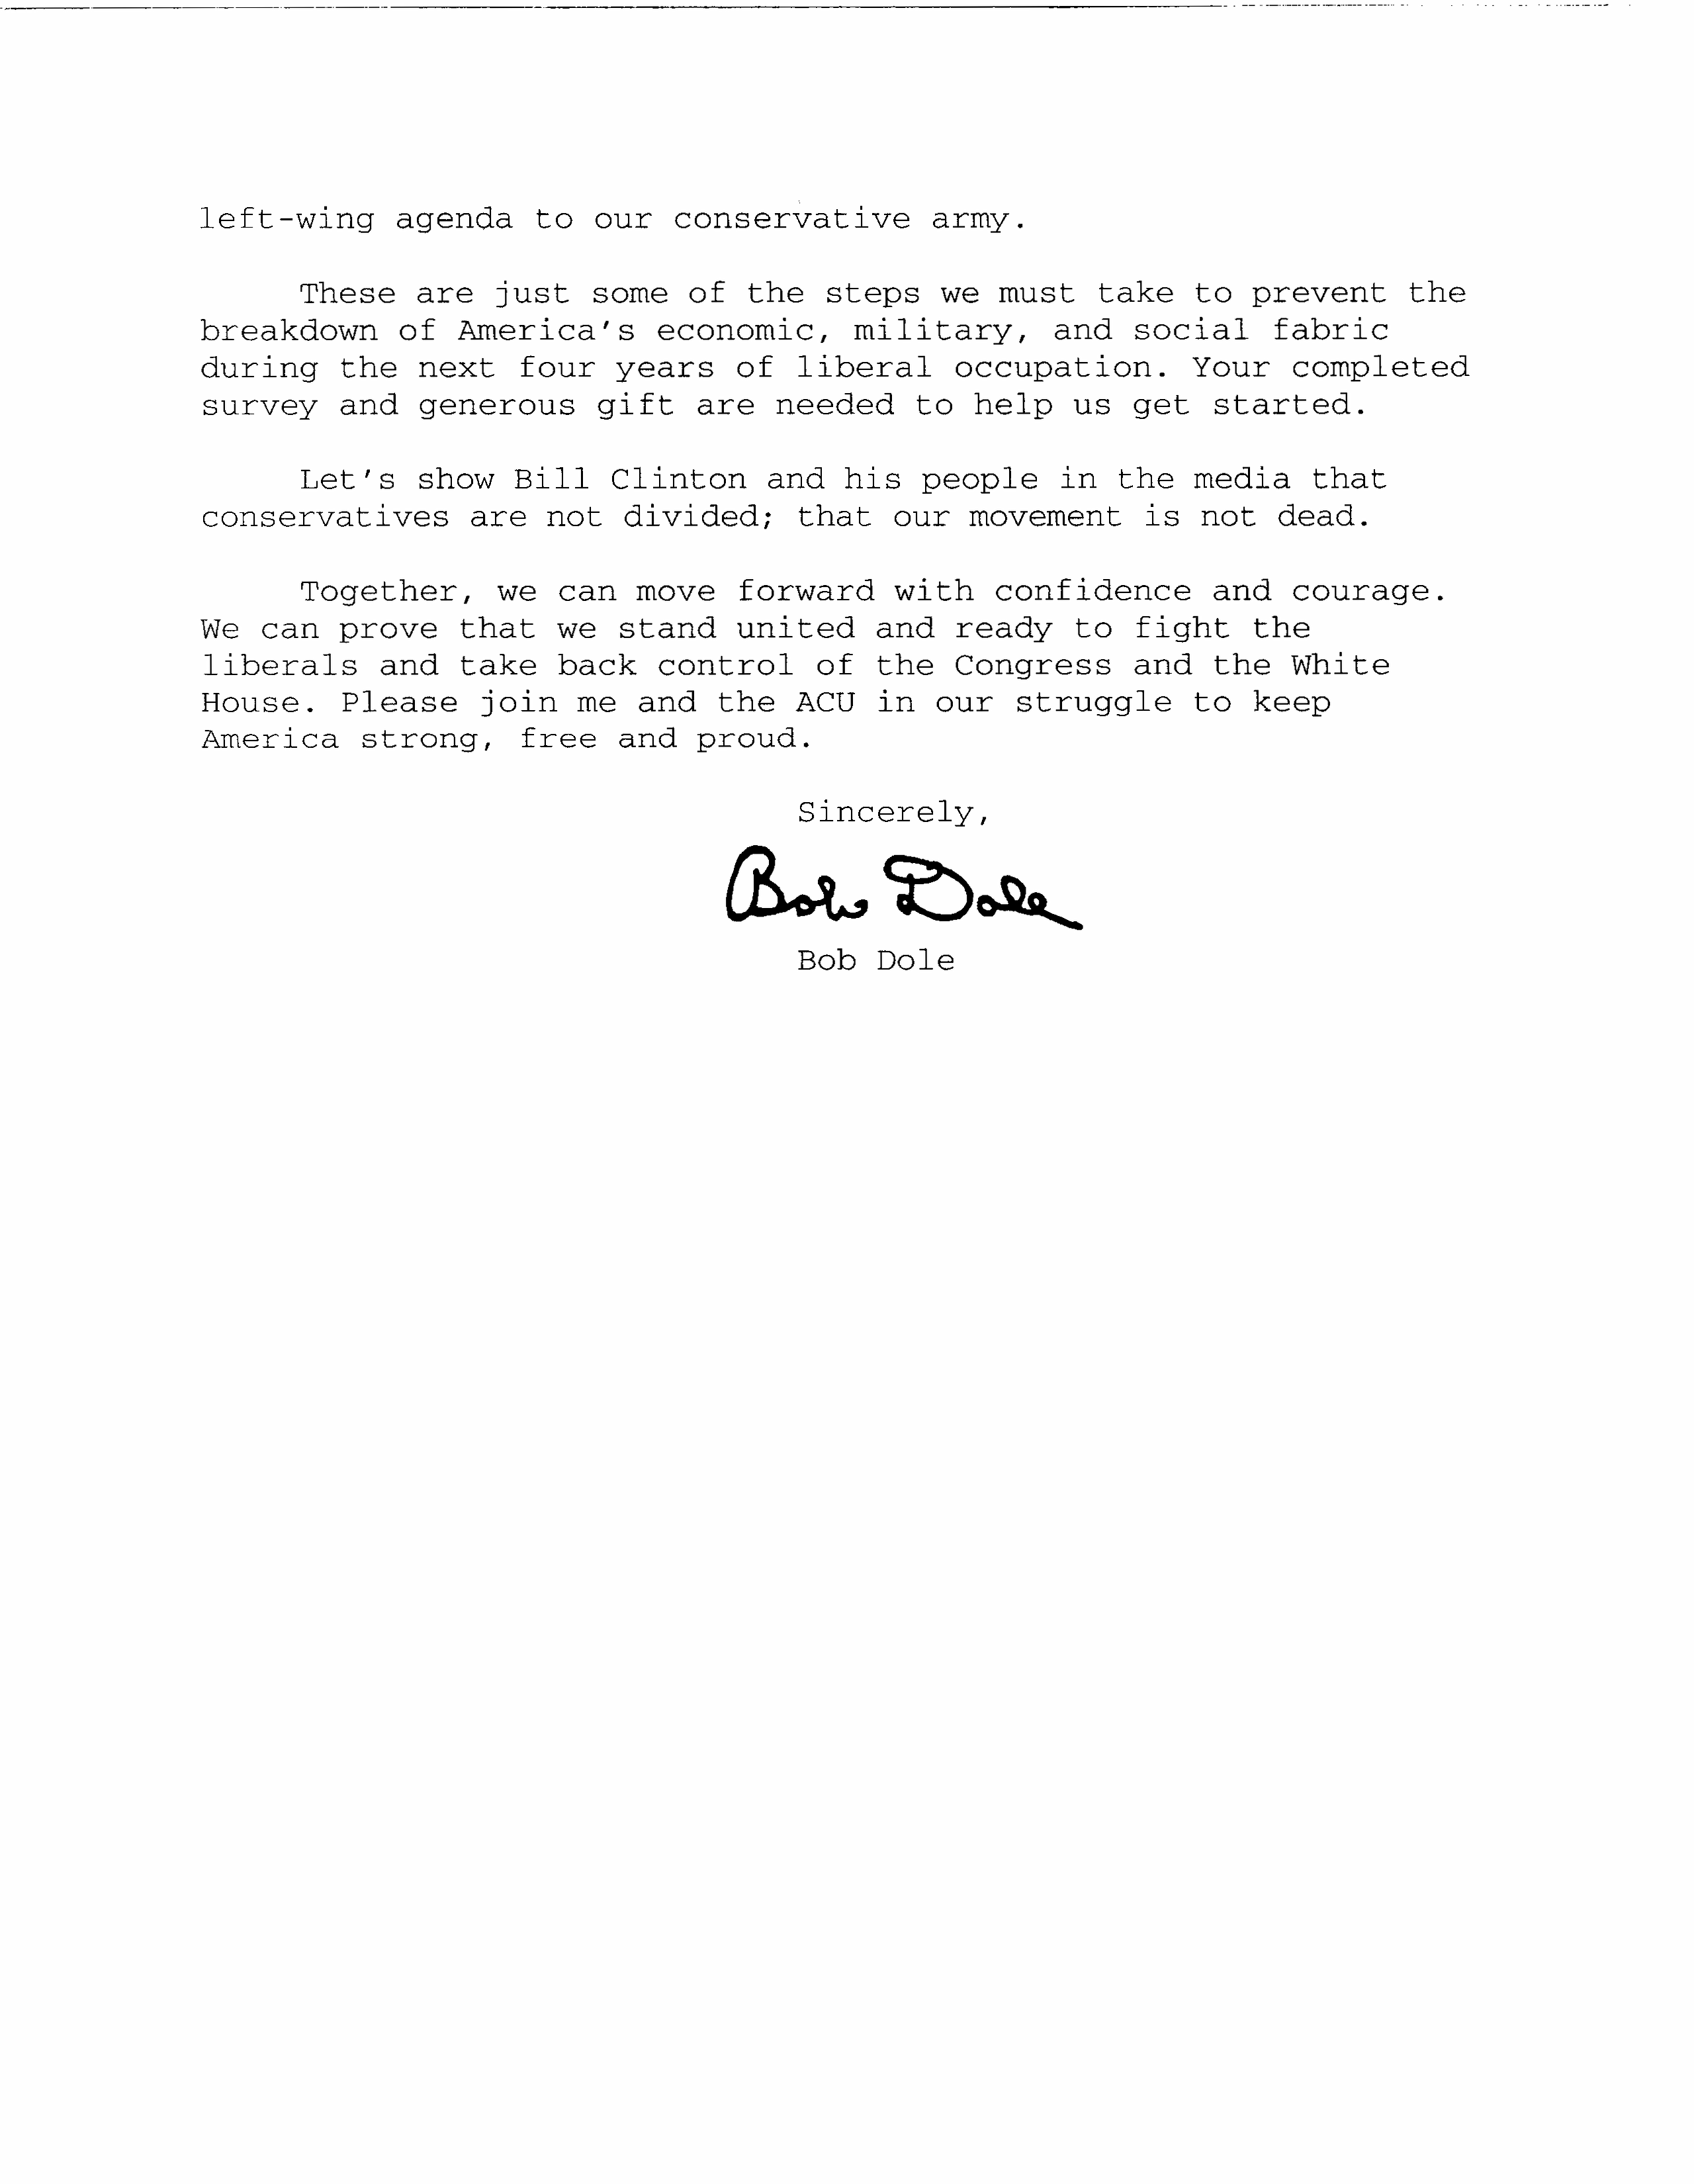 left-wing agenda to our conservative army.
These are just some of the steps we must take to prevent the
breakdown of America's economic, military, and social fabric
during the next four years of liberal occupation. Your completed
survey and generous gift are needed to help us get started.
Let's show Bill Clinton and his people in the media that
conservatives are not divided; that our movement is not dead.
Together, we can move forward with confidence and courage.
We can prove that we stand united and ready to fight the
liberals and take back control of the Congress and the White
House. Please join me and the ACU in our struggle to keep
America strong, free and proud.
Sincerely,
Bob Dole
Bob Dole